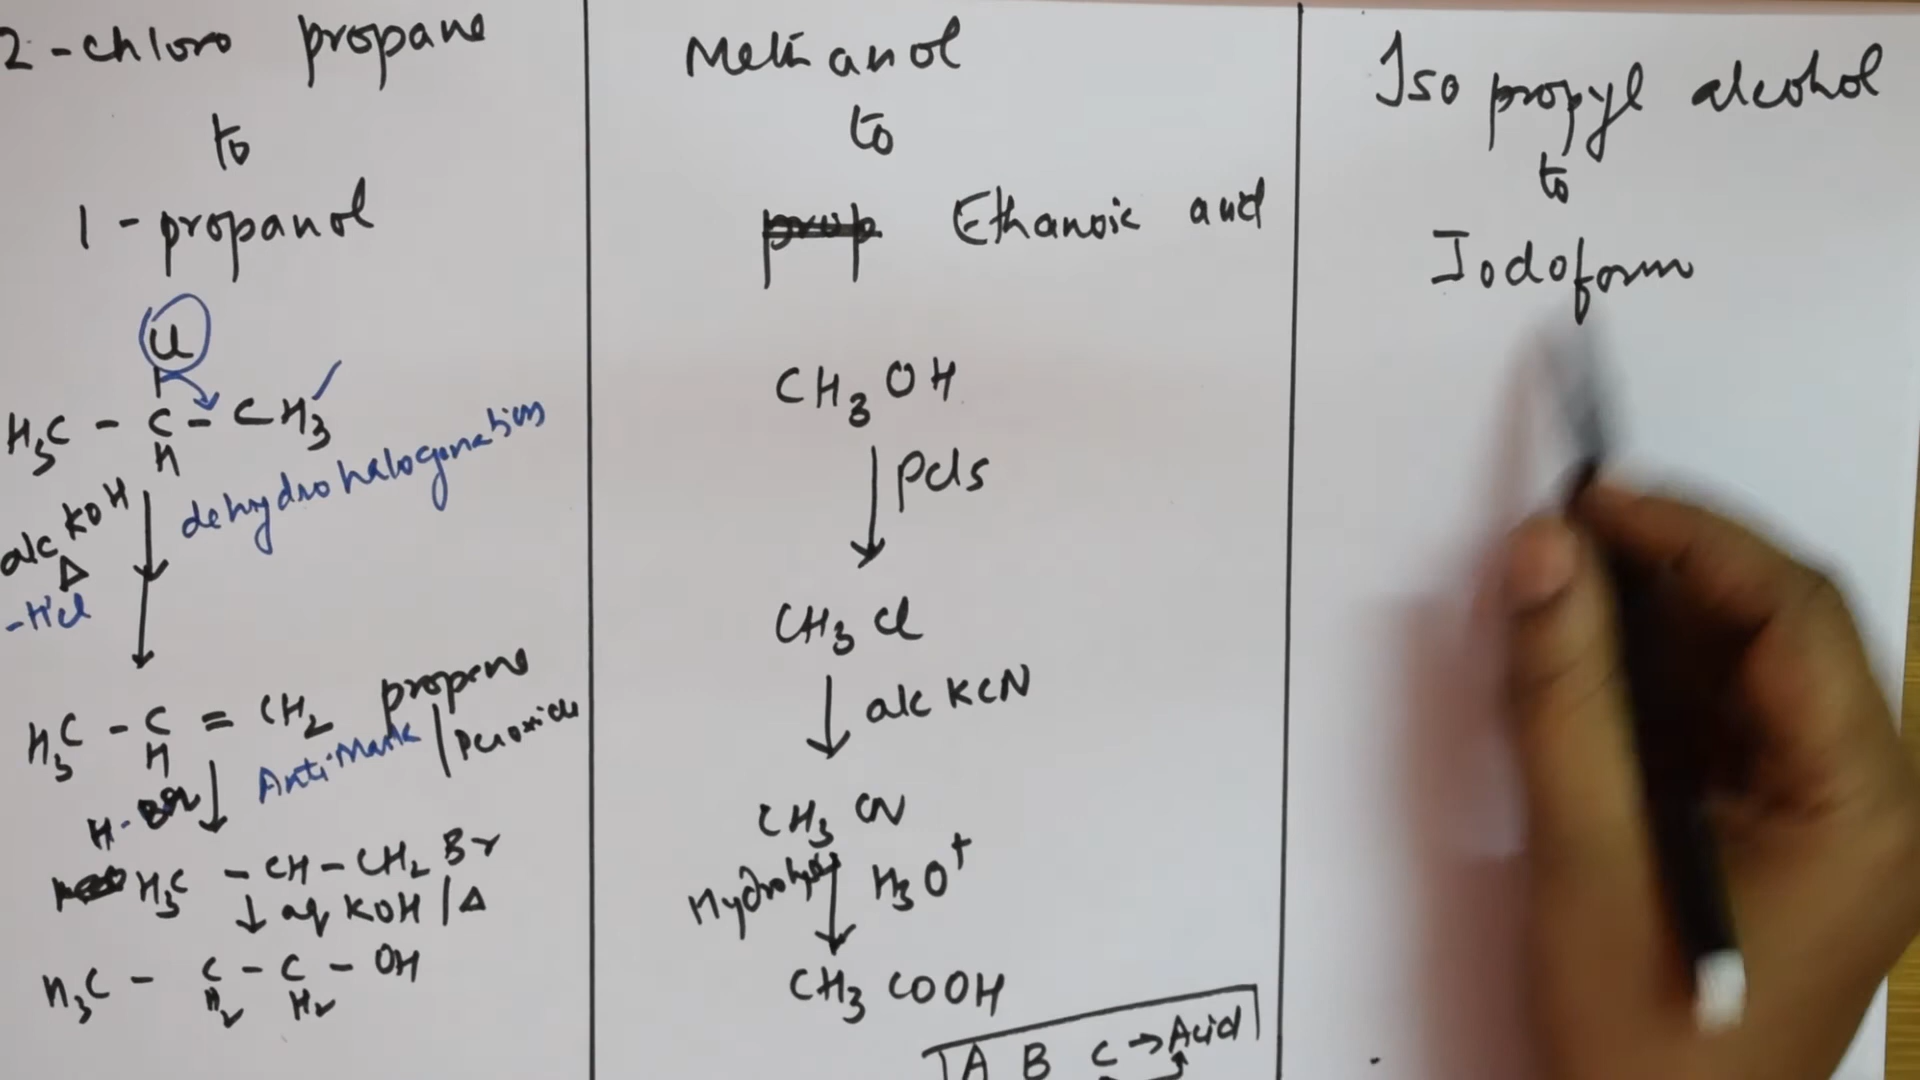 2-chloro propane
to
1-propanol
Cl
H3C - C - CH3
H
alc KOH
Δ
-HCl
dehydrohalogenation
H3C - C = CH2 propene
H
Anti Mark / Peroxide
H-Br
H3C - CH - CH2 Br
aq KOH / Δ
H3C - C - C - OH
H2 H2
Methanol
to
Ethanoic acid
CH3OH
PCl5
CH3Cl
alc KCN
CH3CN
H3O+
CH3COOH
A B C → Acid
Iso propyl alcohol
to
Iodoform